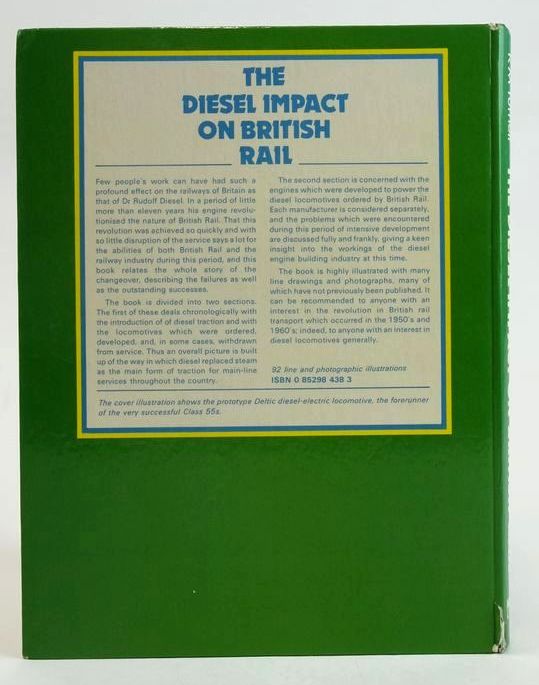 THE
DIESEL IMPACT
ON BRITISH
RAIL
Few people's work can have had such a
profound effect on the railways of Britain as
that of Dr Rudolf Diesel. In a period of little
more than eleven years his engine revolu-
tionised the nature of British Rail. That this
revolution was achieved so quickly and with
so little disruption of the service says a lot for
the abilities of both British Rail and the
railway industry during this period, and this
book relates the whole story of the
changeover, describing the failures as well
as the outstanding successes.
The book is divided into two sections.
The first of these deals chronologically with
the introduction of of diesel traction and with
the locomotives which were ordered,
developed, and, in some cases, withdrawn
from service. Thus an overall picture is built
up of the way in which diesel replaced steam
as the main form of traction for main-line
services throughout the country.
The second section is concerned with the
engines which were developed to power the
diesel locomotives ordered by British Rail.
Each manufacturer is considered separately,
and the problems which were encountered
during this period of intensive development
are discussed fully and frankly, giving a keen
insight into the workings of the diesel
engine building industry at this time.
The book is highly illustrated with many
line drawings and photographs, many of
which have not previously been published. It
can be recommended to anyone with an
interest in the revolution in British rail
transport which occurred in the 1950's and
1960's; indeed, to anyone with an interest in
diesel locomotives generally.
92 line and photographic illustrations
ISBN 0 85298 438 3
The cover illustration shows the prototype Deltic diesel-electric locomotive, the forerunner
of the very successful Class 55s.